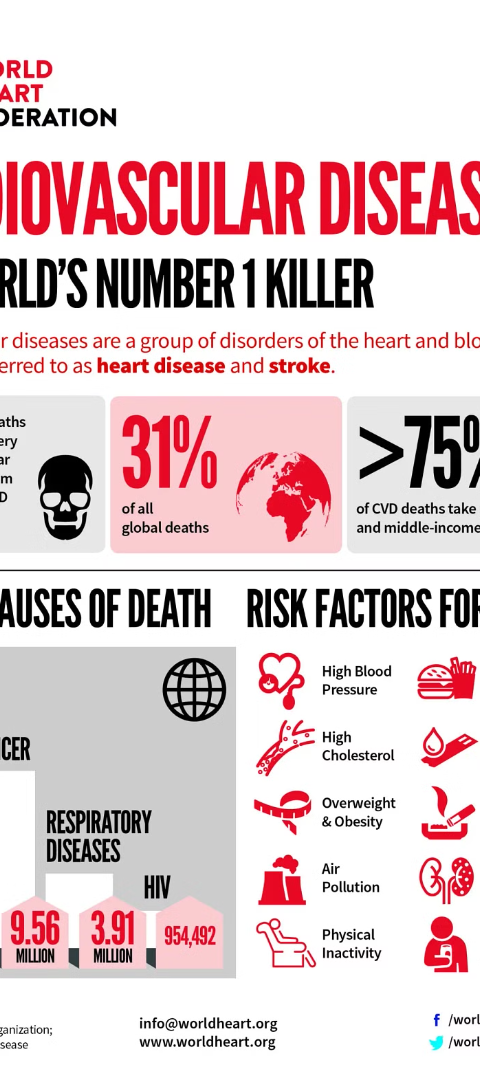 ORLD
ART
DERATION
DIOVASCULAR DISEAS
RLD'S NUMBER 1 KILLER
r diseases are a group of disorders of the heart and blo
erred to as heart disease and stroke.
aths
ery
ar
m
D
31%
of all
global deaths
>75%
of CVD deaths take
and middle-income
AUSES OF DEATH
RISK FACTORS FOR
CER
RESPIRATORY
DISEASES
HIV
9.56
MILLION
3.91
MILLION
954,492
High Blood
Pressure
High
Cholesterol
Overweight
& Obesity
Air
Pollution
Physical
Inactivity
ganization;
sease
info@worldheart.org
www.worldheart.org
f /worl
/worl